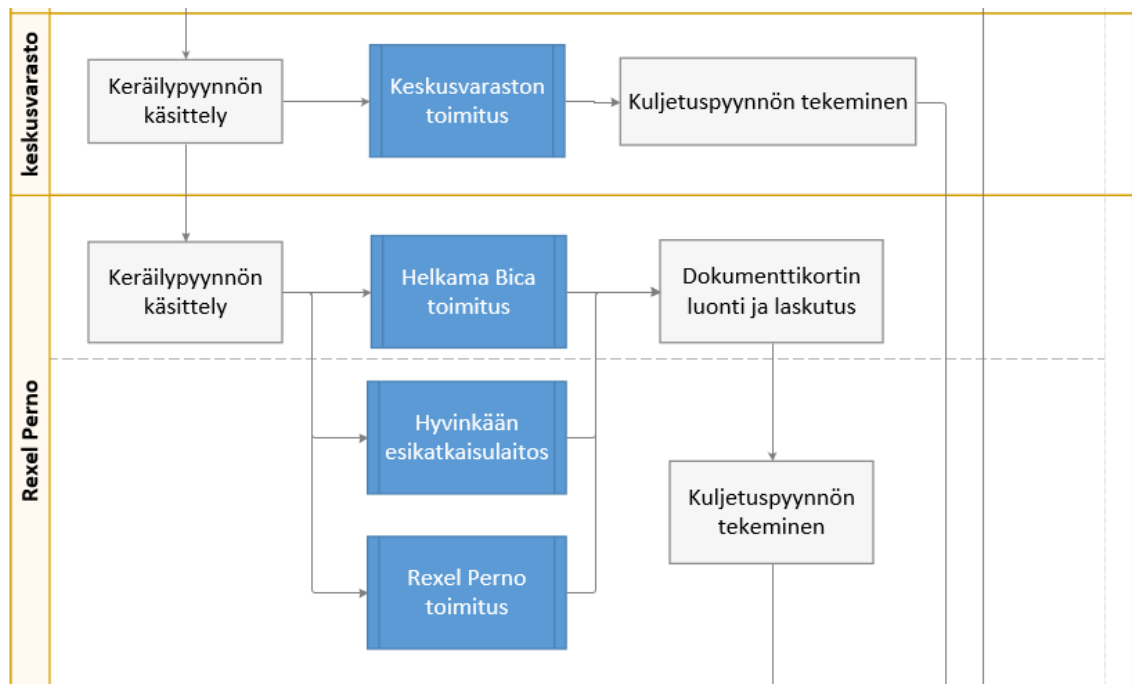 keskusvarasto
Keräilypyynnön
käsittely
Keskusvaraston
toimitus
Kuljetuspyynnön tekeminen
Rexel Perno
Keräilypyynnön
käsittely
Helkama Bica
toimitus
Dokumenttikortin
luonti ja laskutus
Hyvinkään
esikatkaisulaitos
Kuljetuspyynnön
tekeminen
Rexel Perno
toimitus